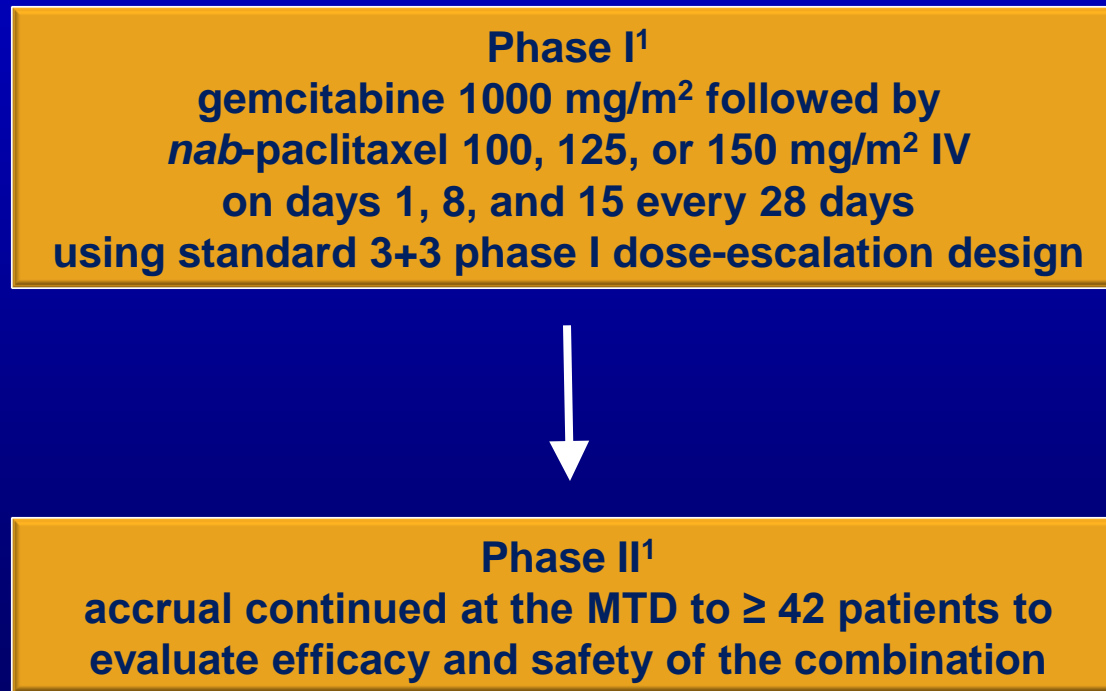 Phase I¹
gemcitabine 1000 mg/m² followed by
nab-paclitaxel 100, 125, or 150 mg/m² IV
on days 1, 8, and 15 every 28 days
using standard 3+3 phase I dose-escalation design
Phase II¹
accrual continued at the MTD to ≥ 42 patients to
evaluate efficacy and safety of the combination